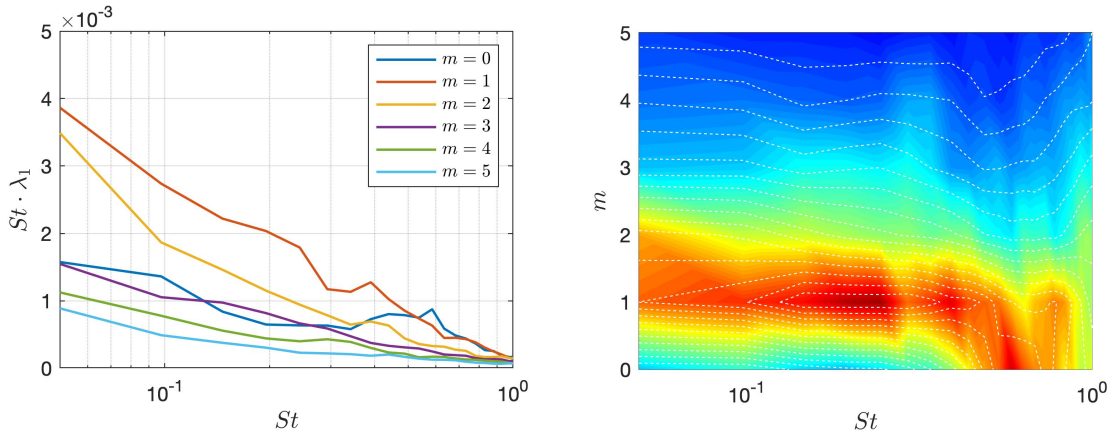 ×10⁻³
5
4
3
2
1
0
St · λ₁
10⁻¹
10⁰
St
m = 0
m = 1
m = 2
m = 3
m = 4
m = 5
5
4
3
2
1
0
m
10⁻¹
10⁰
St